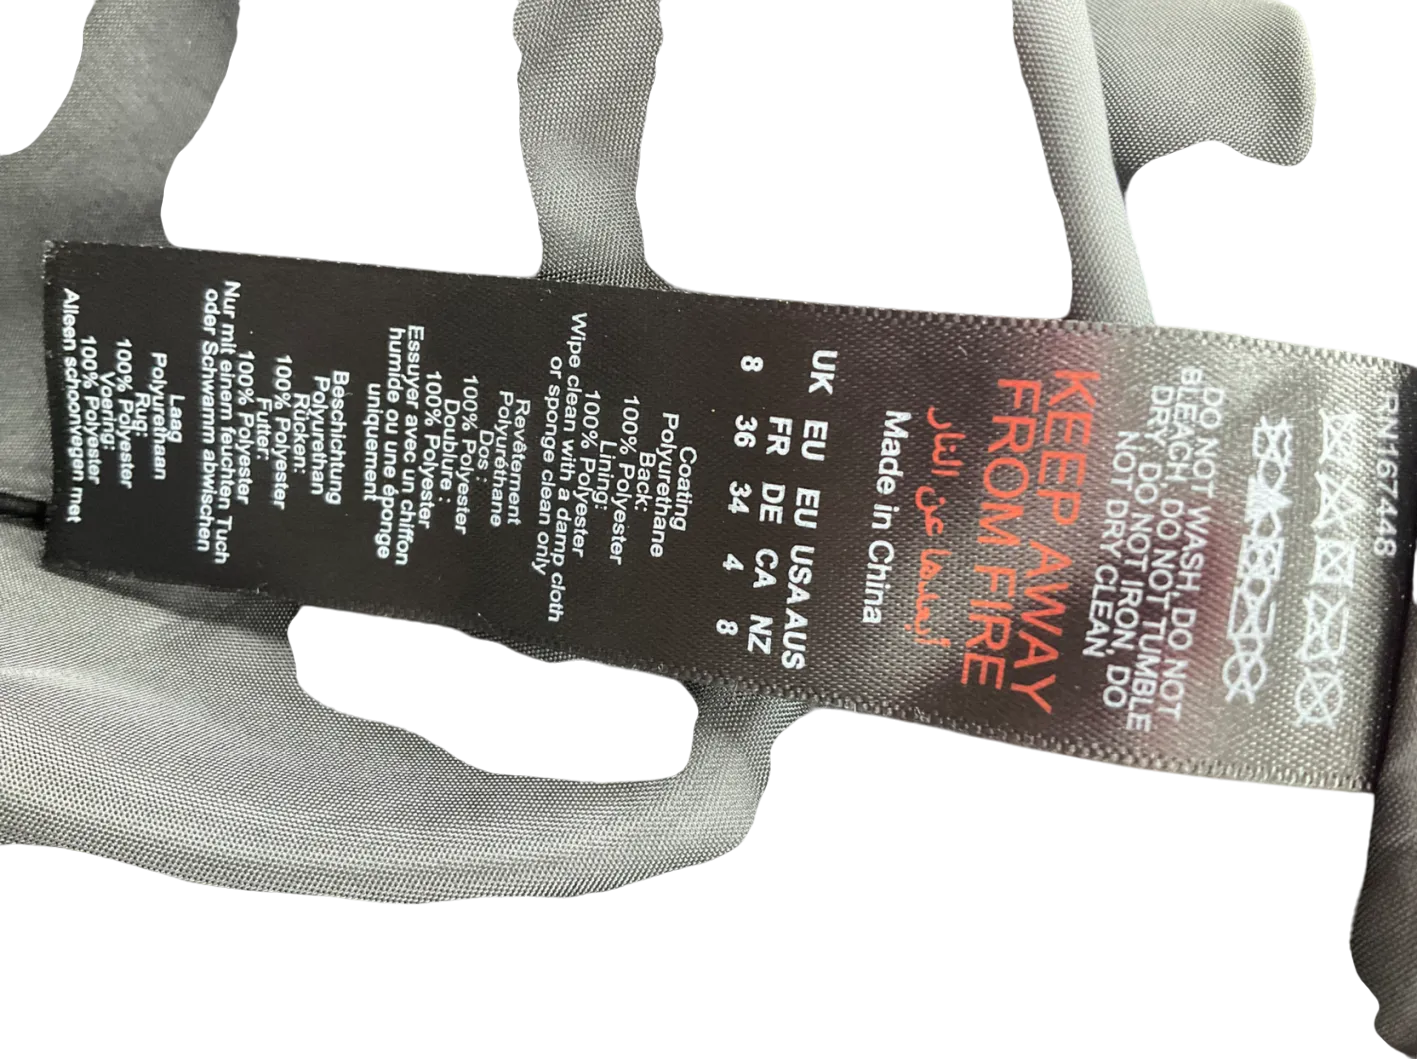 RN167448
DO NOT WASH, DO NOT
BLEACH, DO NOT TUMBLE
DRY, DO NOT IRON, DO
NOT DRY CLEAN.
KEEP AWAY
FROM FIRE
أبعدها عن النار
Made in China
UK EU EU USA AUS
FR DE CA NZ
8 36 34 4 8
Coating
Polyurethane
Back:
100% Polyester
Lining:
100% Polyester
Wipe clean with a damp cloth
or sponge clean only
Revêtement
Polyuréthane
Dos :
100% Polyester
Doublure :
100% Polyester
Essuyer avec un chiffon
humide ou une éponge
uniquement
Beschichtung
Polyurethan
Rücken:
100% Polyester
Futter:
100% Polyester
Nur mit einem feuchten Tuch
oder Schwamm abwischen
Laag
Polyurethaan
Rug:
100% Polyester
Voering:
100% Polyester
Alleen schoonvegen met